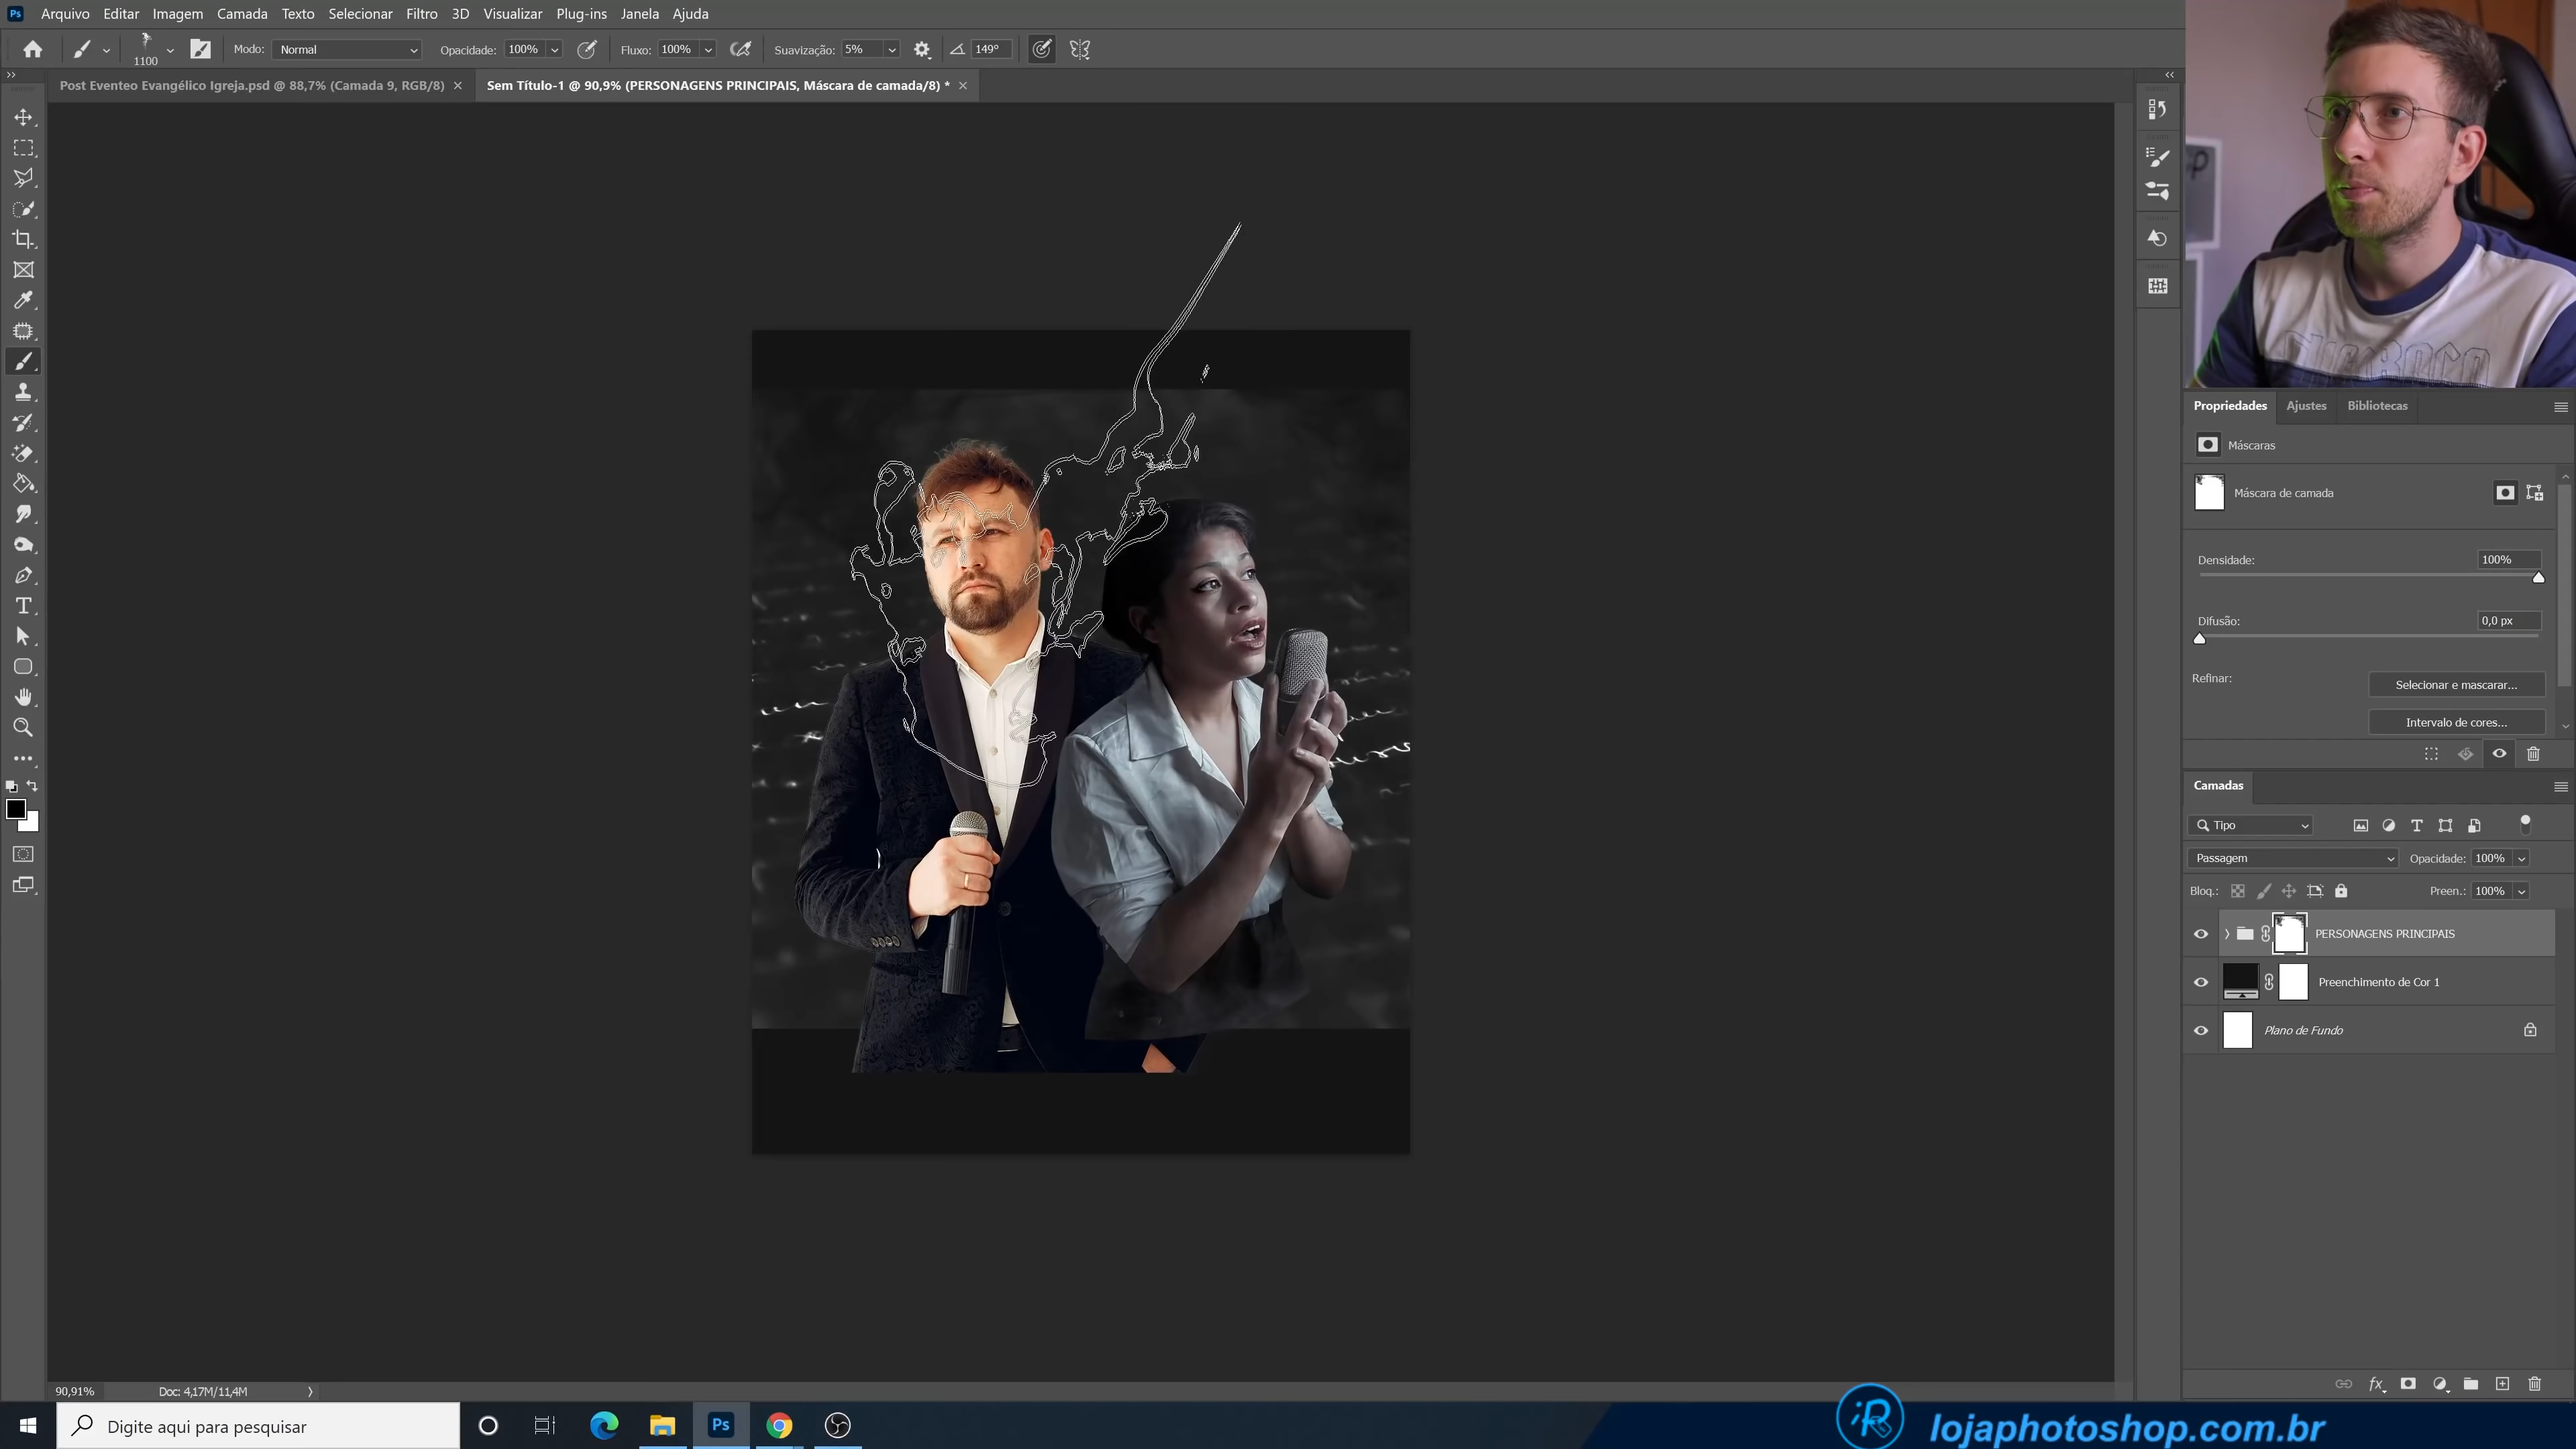 Ps Arquivo Editar Imagem Camada Texto Selecionar Filtro 3D Visualizar Plug-ins Janela Ajuda
1100 Modo: Normal Opacidade: 100% Fluxo: 100% Suavização: 5% 149°
Post Eventeo Evangélico Igreja.psd @ 88,7% (Camada 9, RGB/8) × Sem Título-1 @ 90,9% (PERSONAGENS PRINCIPAIS, Máscara de camada/8) * ×
Propriedades Ajustes Bibliotecas
Máscaras
Máscara de camada
Densidade: 100%
Difusão: 0,0 px
Refinar: Selecionar e mascarar...
Intervalo de cores...
Camadas
Tipo
Passagem Opacidade: 100%
Bloq.: Preen.: 100%
PERSONAGENS PRINCIPAIS
Preenchimento de Cor 1
Plano de Fundo
90,91% Doc: 4,17M/11,4M
Digite aqui para pesquisar
Ps
iR lojaphotoshop.com.br